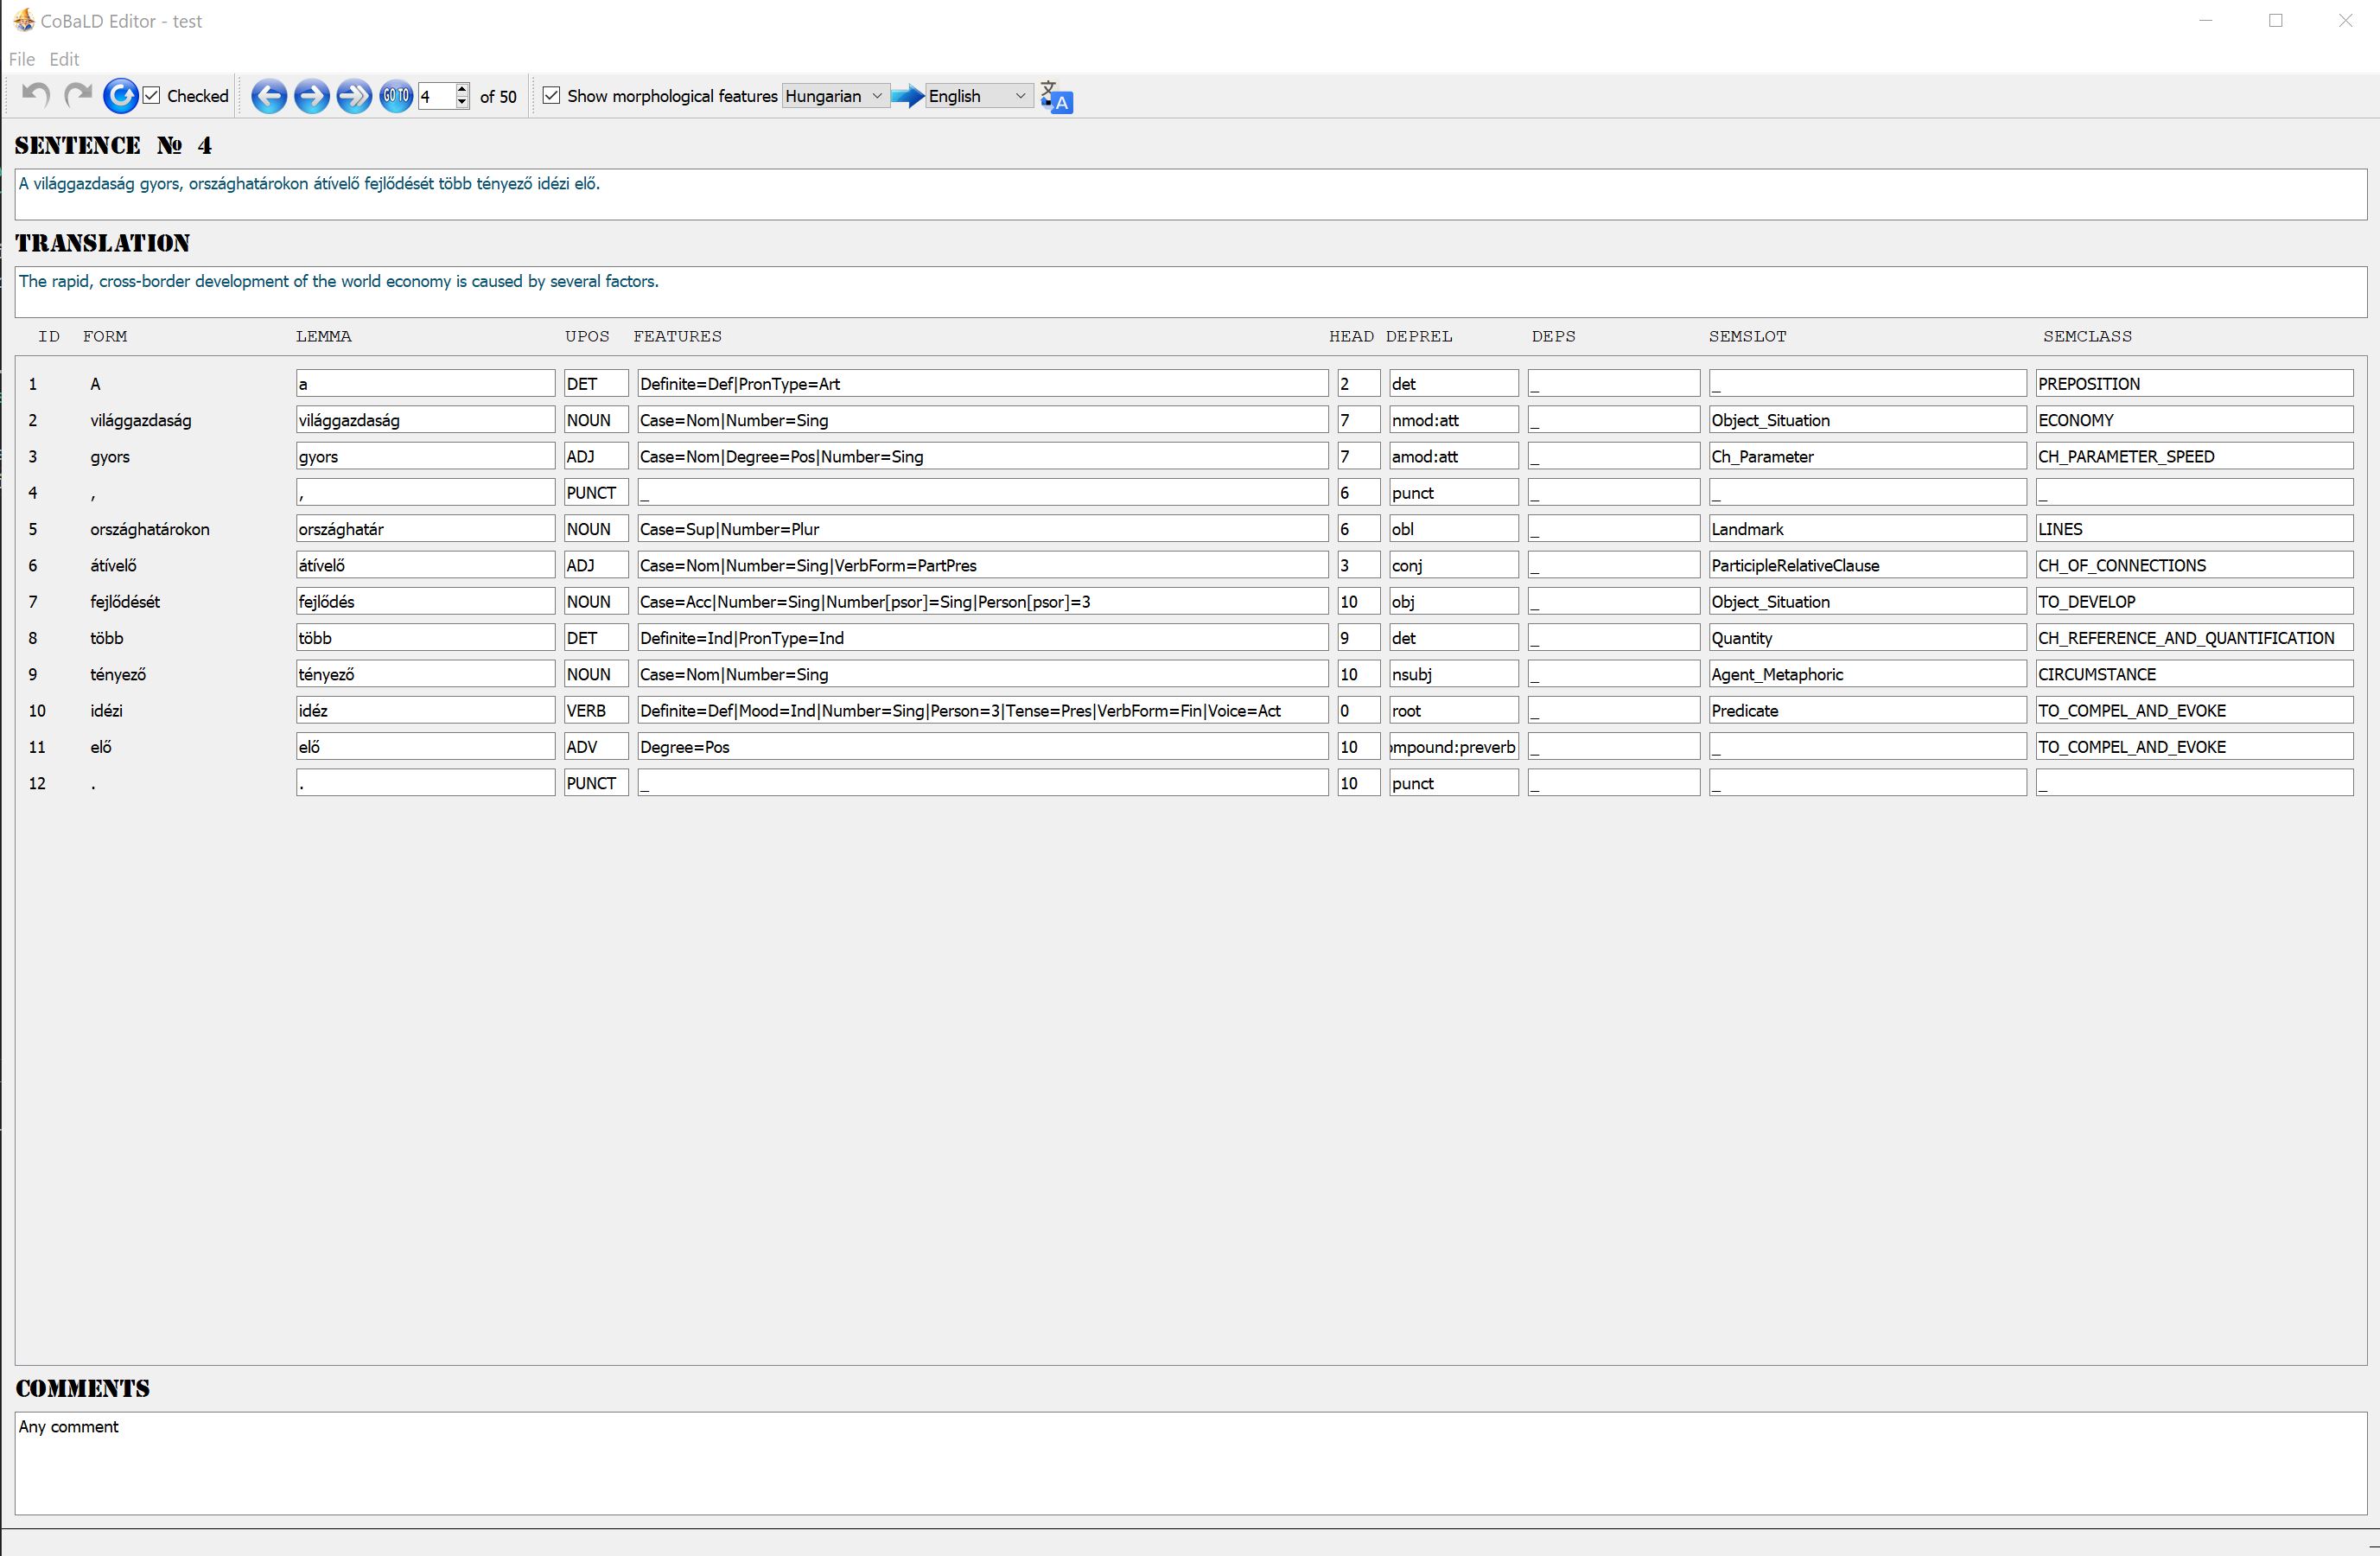 CoBaLD Editor - test
File Edit
Checked GO TO 4 of 50 Show morphological features Hungarian English 文 A
SENTENCE № 4
A világgazdaság gyors, országhatárokon átívelő fejlődését több tényező idézi elő.
TRANSLATION
The rapid, cross-border development of the world economy is caused by several factors.
ID FORM LEMMA UPOS FEATURES HEAD DEPREL DEPS SEMSLOT SEMCLASS
1 A a DET Definite=Def|PronType=Art 2 det _ _ PREPOSITION
2 világgazdaság világgazdaság NOUN Case=Nom|Number=Sing 7 nmod:att _ Object_Situation ECONOMY
3 gyors gyors ADJ Case=Nom|Degree=Pos|Number=Sing 7 amod:att _ Ch_Parameter CH_PARAMETER_SPEED
4 , , PUNCT _ 6 punct _ _ _
5 országhatárokon országhatár NOUN Case=Sup|Number=Plur 6 obl _ Landmark LINES
6 átívelő átívelő ADJ Case=Nom|Number=Sing|VerbForm=PartPres 3 conj _ ParticipleRelativeClause CH_OF_CONNECTIONS
7 fejlődését fejlődés NOUN Case=Acc|Number=Sing|Number[psor]=Sing|Person[psor]=3 10 obj _ Object_Situation TO_DEVELOP
8 több több DET Definite=Ind|PronType=Ind 9 det _ Quantity CH_REFERENCE_AND_QUANTIFICATION
9 tényező tényező NOUN Case=Nom|Number=Sing 10 nsubj _ Agent_Metaphoric CIRCUMSTANCE
10 idézi idéz VERB Definite=Def|Mood=Ind|Number=Sing|Person=3|Tense=Pres|VerbForm=Fin|Voice=Act 0 root _ Predicate TO_COMPEL_AND_EVOKE
11 elő elő ADV Degree=Pos 10 ompound:preverb _ _ TO_COMPEL_AND_EVOKE
12 . . PUNCT _ 10 punct _ _ _
COMMENTS
Any comment